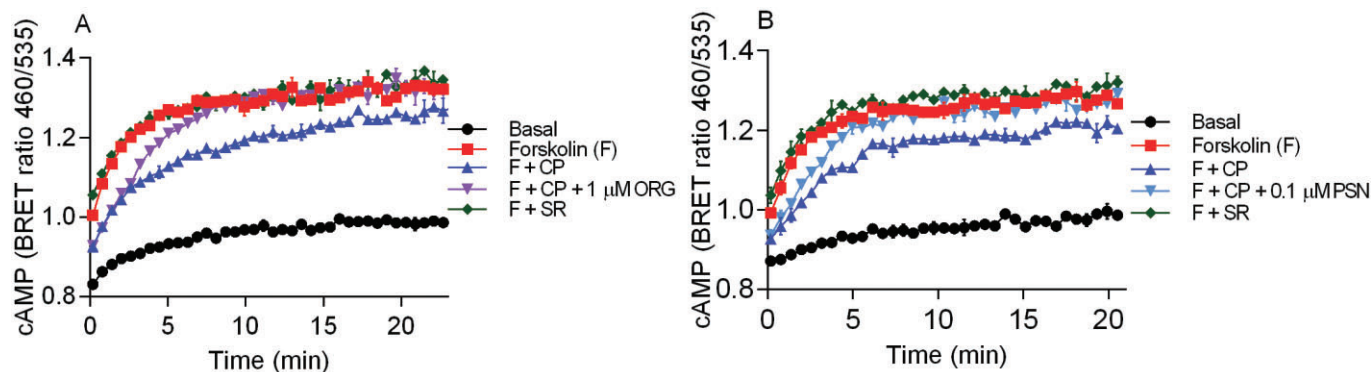 A
cAMP (BRET ratio 460/535)
1.4
1.2
1.0
0.8
0
5
10
15
20
Time (min)
Basal
Forskolin (F)
F + CP
F + CP + 1 μM ORG
F + SR
B
cAMP (BRET ratio 460/535)
1.4
1.2
1.0
0.8
0
5
10
15
20
Time (min)
Basal
Forskolin (F)
F + CP
F + CP + 0.1 μM PSN
F + SR